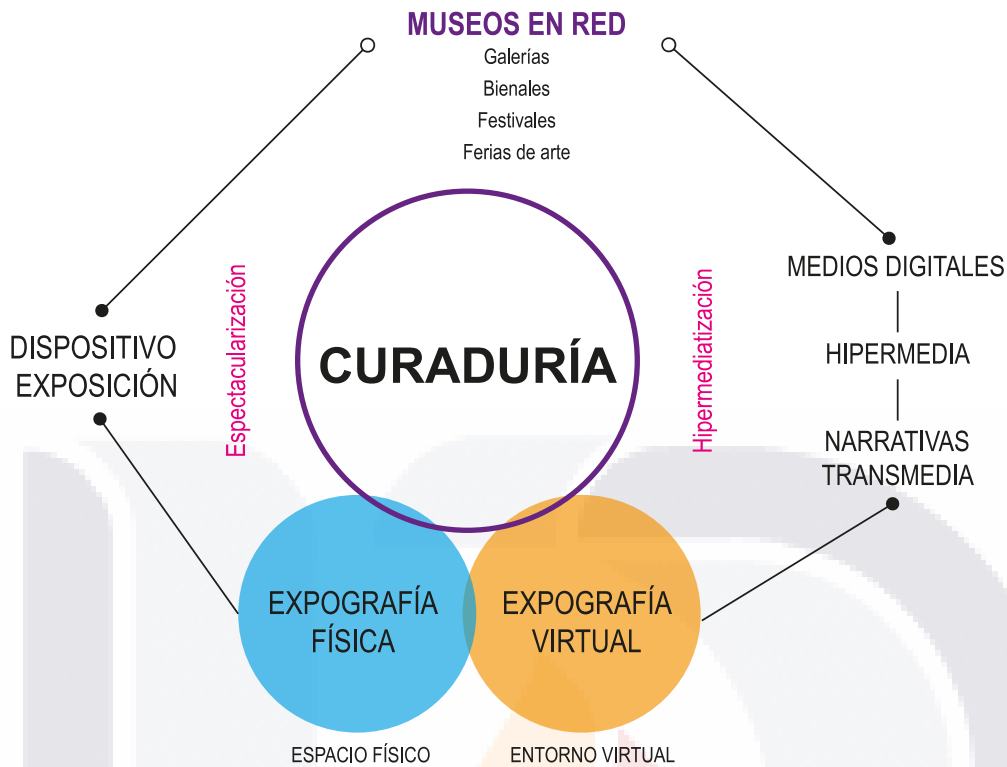 MUSEOS EN RED
Galerías
Bienales
Festivales
Ferias de arte
Espectacularización
Hipermediatización
DISPOSITIVO
EXPOSICIÓN
CURADURÍA
MEDIOS DIGITALES
HIPERMEDIA
NARRATIVAS
TRANSMEDIA
EXPOGRAFÍA
FÍSICA
EXPOGRAFÍA
VIRTUAL
ESPACIO FÍSICO
ENTORNO VIRTUAL